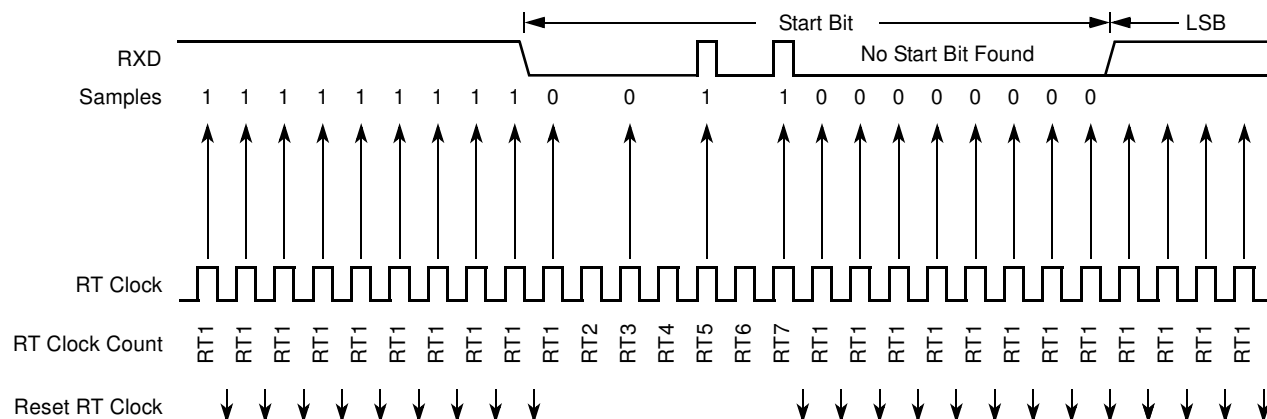 Start Bit LSB
RXD No Start Bit Found
Samples 1 1 1 1 1 1 1 1 1 0 0 1 1 0 0 0 0 0 0 0 0
RT Clock
RT Clock Count RT1 RT1 RT1 RT1 RT1 RT1 RT1 RT1 RT1 RT1 RT2 RT3 RT4 RT5 RT6 RT7 RT1 RT1 RT1 RT1 RT1 RT1 RT1 RT1 RT1 RT1 RT1 RT1
Reset RT Clock